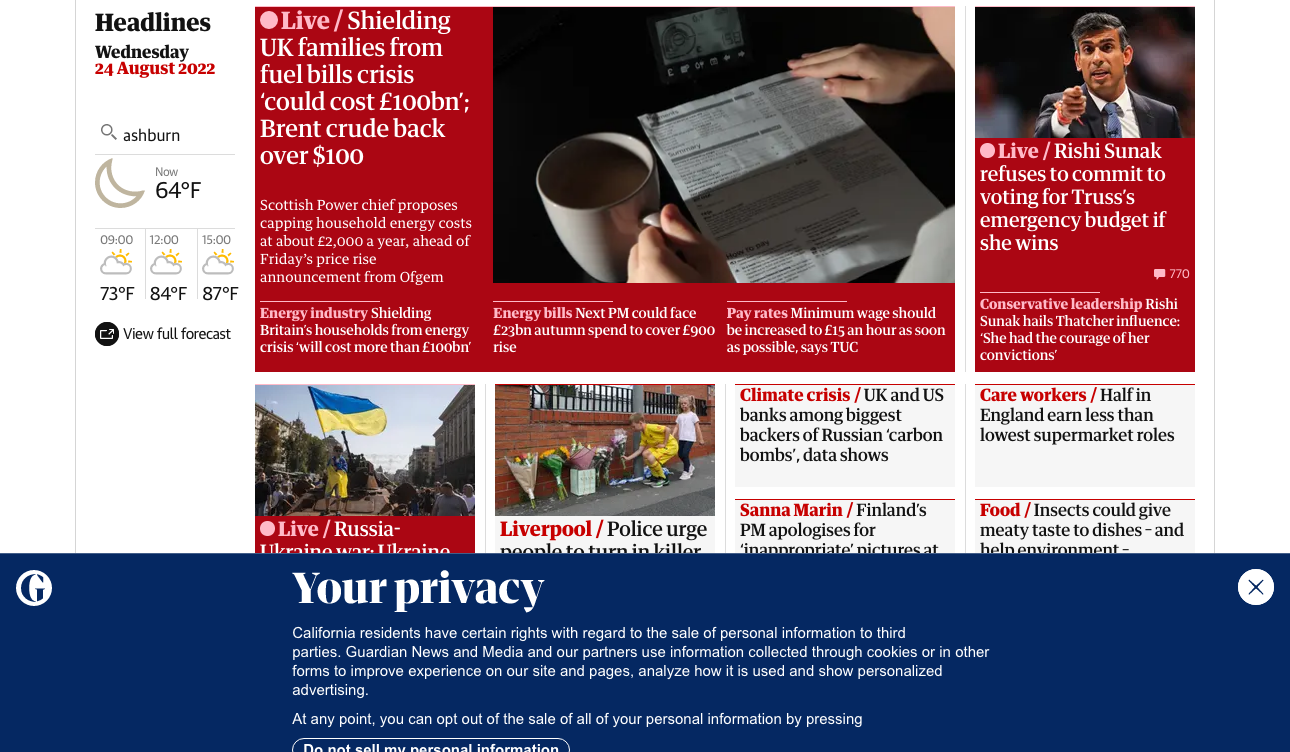 Headlines
Wednesday
24 August 2022
ashburn
Now
64°F
09:00
12:00
15:00
73°F
84°F
87°F
View full forecast
Live / Shielding
UK families from
fuel bills crisis
‘could cost £100bn’;
Brent crude back
over $100
Scottish Power chief proposes
capping household energy costs
at about £2,000 a year, ahead of
Friday’s price rise
announcement from Ofgem
Energy industry Shielding
Britain’s households from energy
crisis ‘will cost more than £100bn’
Summary
Energy bills Next PM could face
£23bn autumn spend to cover £900
rise
Pay rates Minimum wage should
be increased to £15 an hour as soon
as possible, says TUC
Live / Rishi Sunak
refuses to commit to
voting for Truss’s
emergency budget if
she wins
770
Conservative leadership Rishi
Sunak hails Thatcher influence:
‘She had the courage of her
convictions’
Live / Russia-
Ukraine war: Ukraine
Liverpool / Police urge
people to turn in killer
Climate crisis / UK and US
banks among biggest
backers of Russian ‘carbon
bombs’, data shows
Sanna Marin / Finland’s
PM apologises for
‘inappropriate’ pictures at
Care workers / Half in
England earn less than
lowest supermarket roles
Food / Insects could give
meaty taste to dishes – and
help environment –
Your privacy
California residents have certain rights with regard to the sale of personal information to third
parties. Guardian News and Media and our partners use information collected through cookies or in other
forms to improve experience on our site and pages, analyze how it is used and show personalized
advertising.
At any point, you can opt out of the sale of all of your personal information by pressing
Do not sell my personal information